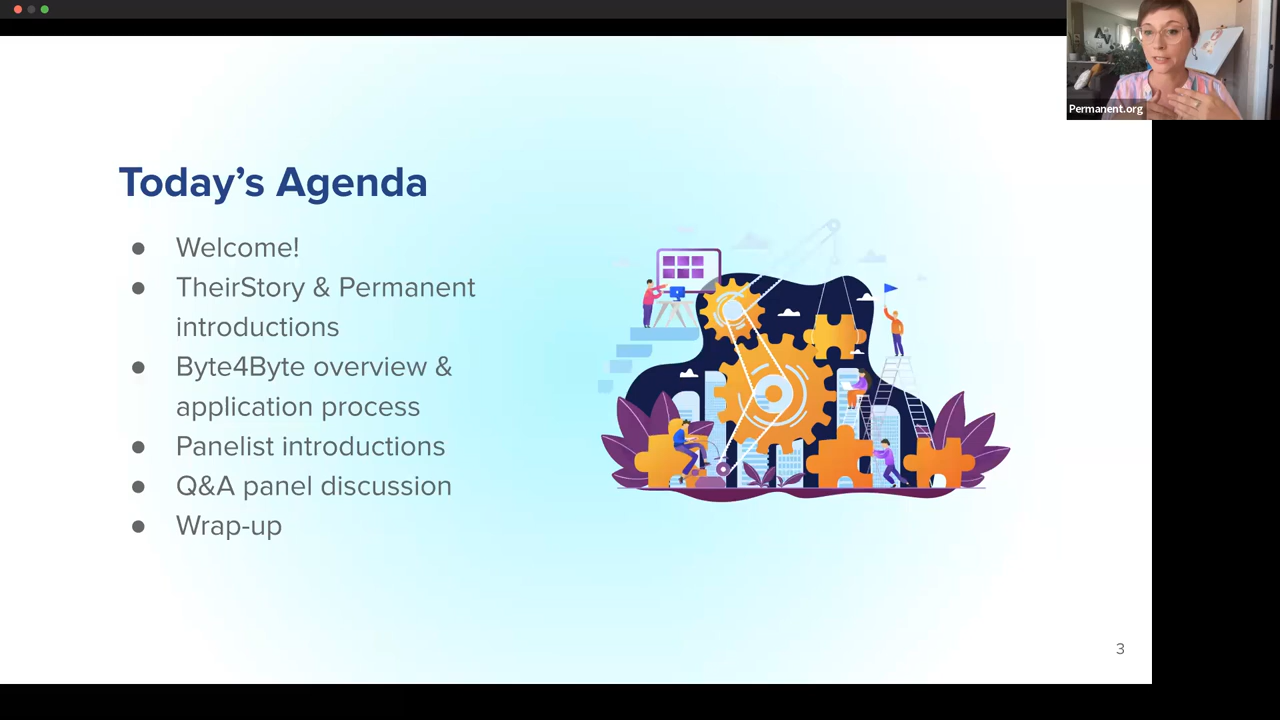 Permanent.org
Today's Agenda
● Welcome!
● TheirStory & Permanent
introductions
● Byte4Byte overview &
application process
● Panelist introductions
● Q&A panel discussion
● Wrap-up
3